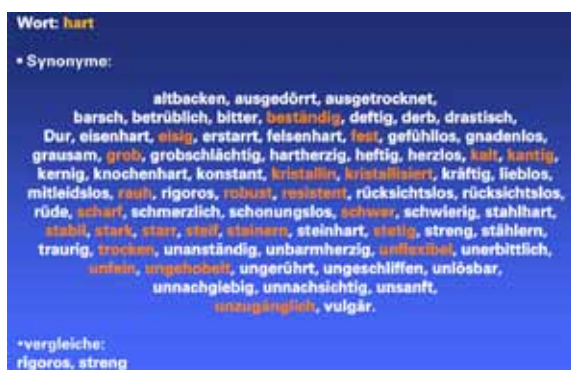 Wort: hart
• Synonyme:
altbacken, ausgedörrt, ausgetrocknet,
barsch, betrüblich, bitter, beständig, deftig, derb, drastisch,
Dur, eisenhart, eisig, erstarrt, felsenhart, fest, gefühllos, gnadenlos,
grausam, grob, grobschlächtig, hartherzig, heftig, herzlos, kalt, kantig,
kernig, knochenhart, konstant, kristallin, kristallisiert, kräftig, lieblos,
mitleidslos, rauh, rigoros, robust, resistent, rücksichtslos, rücksichtslos,
rüde, scharf, schmerzlich, schonungslos, schwer, schwierig, stahlhart,
stabil, stark, starr, steif, steinern, steinhart, stetig, streng, stählern,
traurig, trocken, unanständig, unbarmherzig, unflexibel, unerbittlich,
unfein, ungehobelt, ungerührt, ungeschliffen, unlösbar,
unnachgiebig, unnachsichtig, unsanft,
unzugänglich, vulgär.
•vergleiche:
rigoros, streng